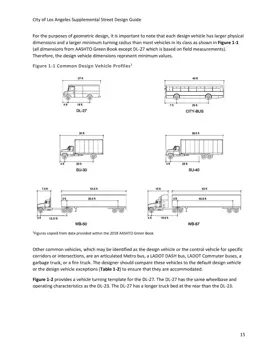 City of Los Angeles Supplemental Street Design Guide
For the purposes of geometric design, it is important to note that each design vehicle has larger physical
dimensions and a larger minimum turning radius than most vehicles in its class as shown in Figure 1-1
(all dimensions from AASHTO Green Book except DL-27 which is based on field measurements).
Therefore, the design vehicle dimensions represent minimum values.
Figure 1-1 Common Design Vehicle Profiles¹
DL-27
CITY-BUS
SU-30
SU-40
WB-50
WB-67
¹Figures copied from data provided within the 2018 AASHTO Green Book
Other common vehicles, which may be identified as the design vehicle or the control vehicle for specific
corridors or intersections, are an articulated Metro bus, a LADOT DASH bus, LADOT Commuter buses, a
garbage truck, or a fire truck. The designer should compare these vehicles to the default design vehicle
or the design vehicle exceptions (Table 1-2) to ensure that they are accommodated.
Figure 1-2 provides a vehicle turning template for the DL-27. The DL-27 has the same wheelbase and
operating characteristics as the DL-23. The DL-27 has a longer truck bed at the rear than the DL-23.
15